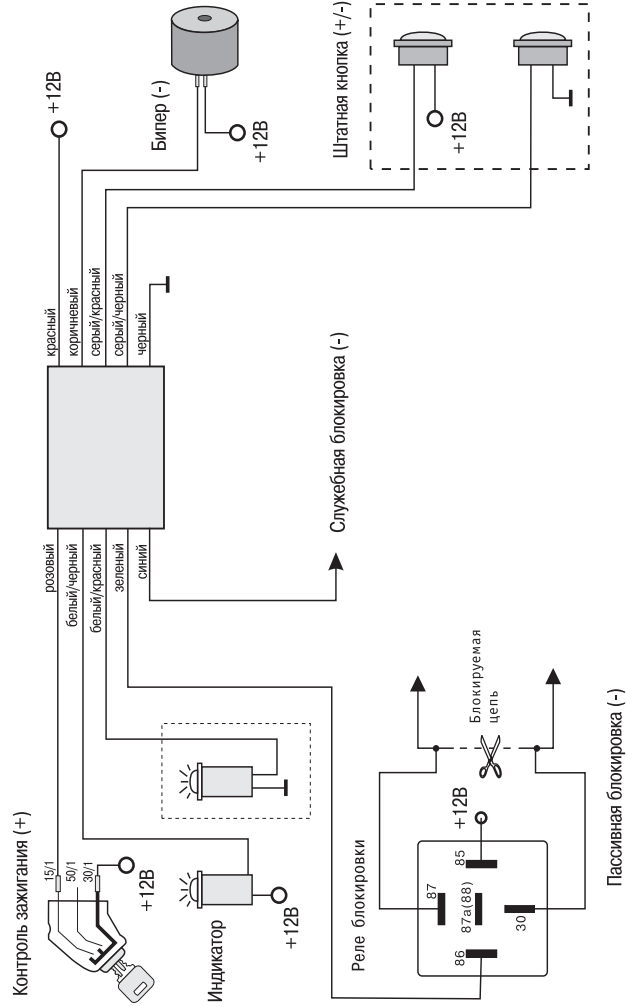 Контроль зажигания (+)
15/1
50/1
30/1
+12В
Индикатор
+12В
розовый
белый/черный
белый/красный
зеленый
синий
красный
коричневый
серый/красный
серый/черный
черный
+12В
Бипер (-)
+12В
Штатная кнопка (+/-)
+12В
Служебная блокировка (-)
Реле блокировки
86
87
87a(88)
85
30
+12В
Блокируемая
цепь
Пассивная блокировка (-)